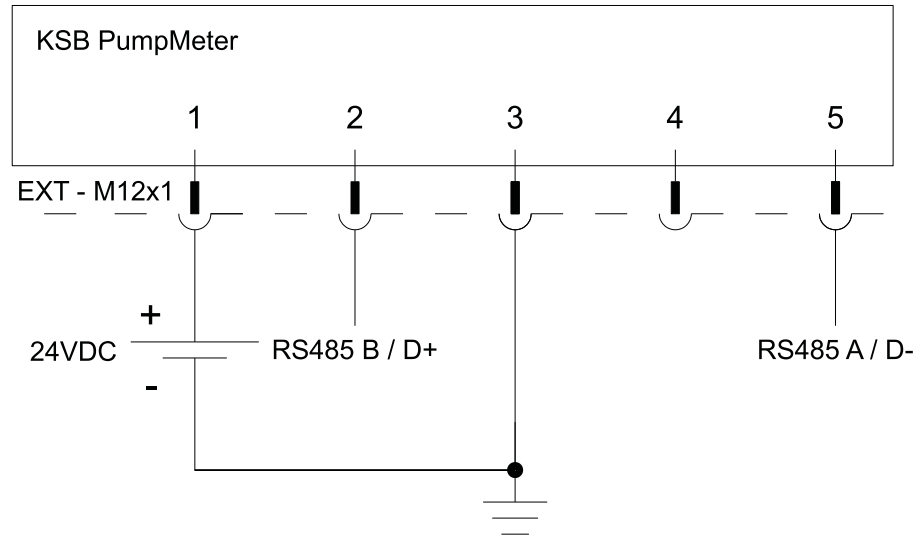 KSB PumpMeter
1 2 3 4 5
EXT - M12x1
+
24VDC
-
RS485 B / D+
RS485 A / D-